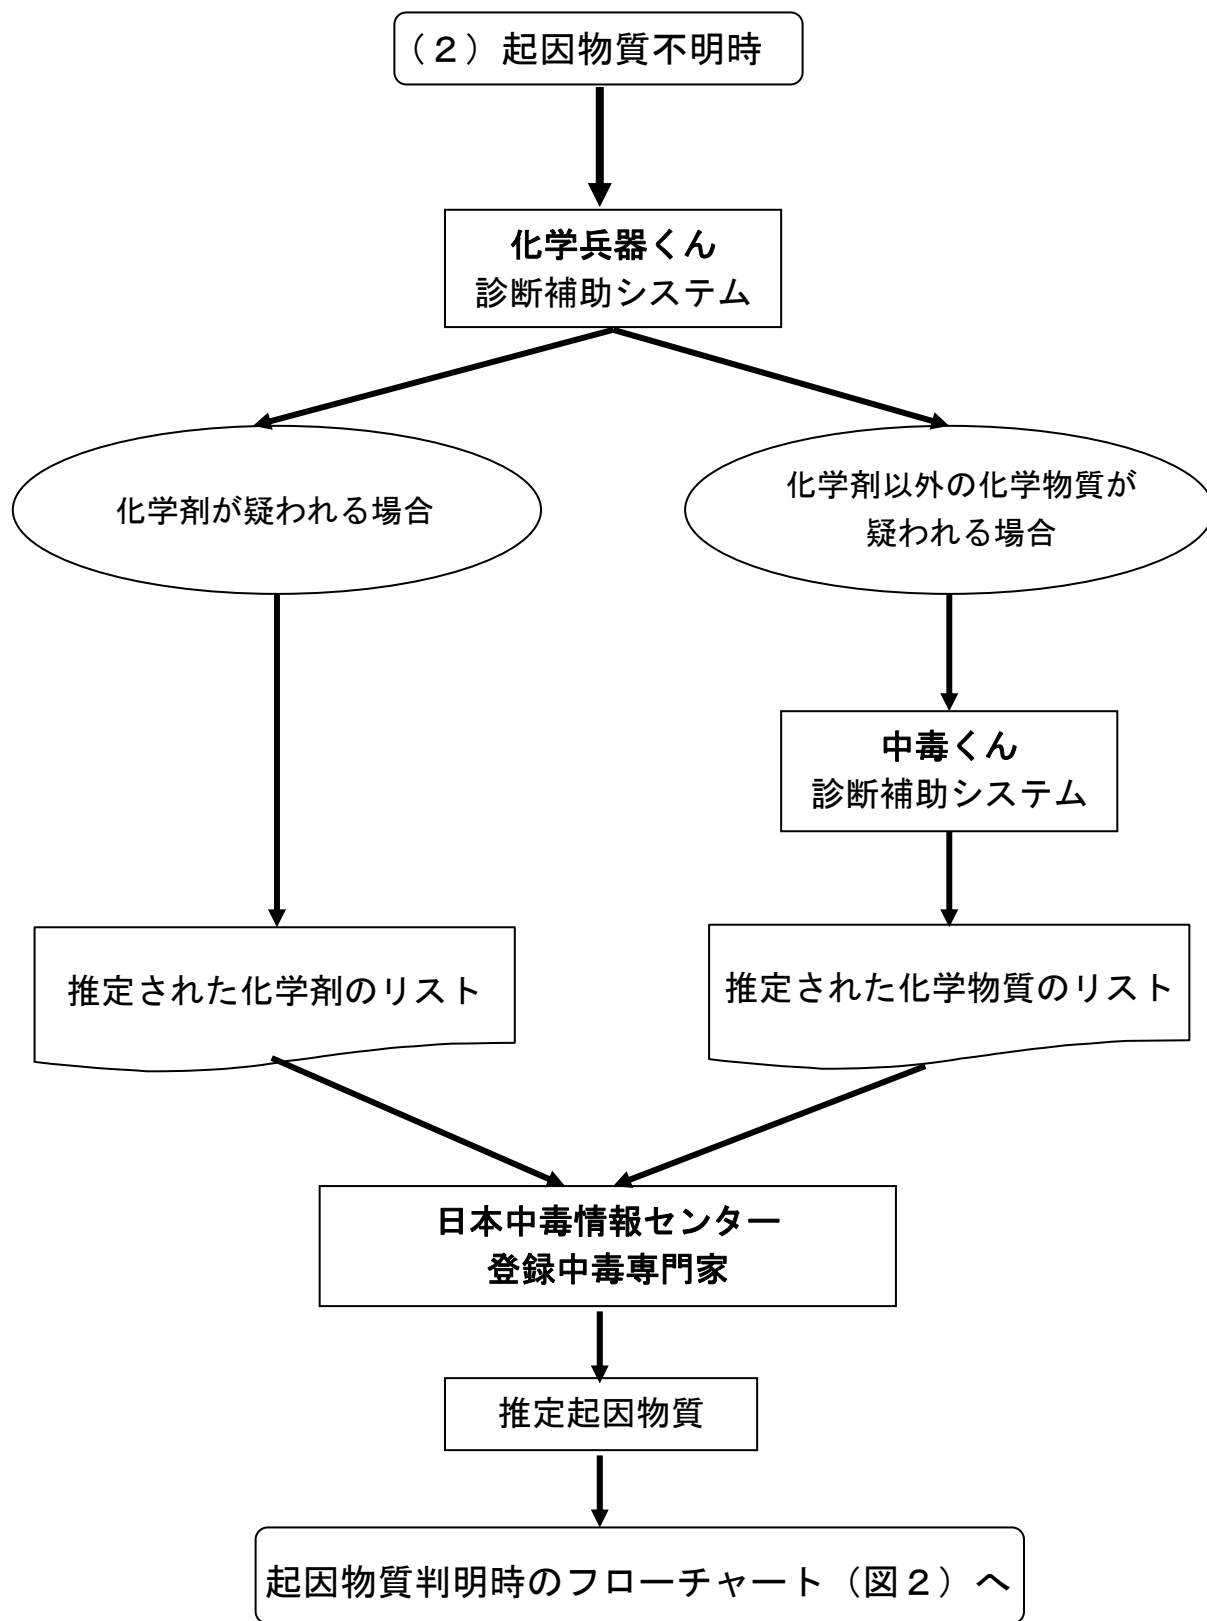 （２）起因物質不明時
化学兵器くん
診断補助システム
化学剤が疑われる場合
化学剤以外の化学物質が
疑われる場合
中毒くん
診断補助システム
推定された化学剤のリスト
推定された化学物質のリスト
日本中毒情報センター
登録中毒専門家
推定起因物質
起因物質判明時のフローチャート（図２）へ